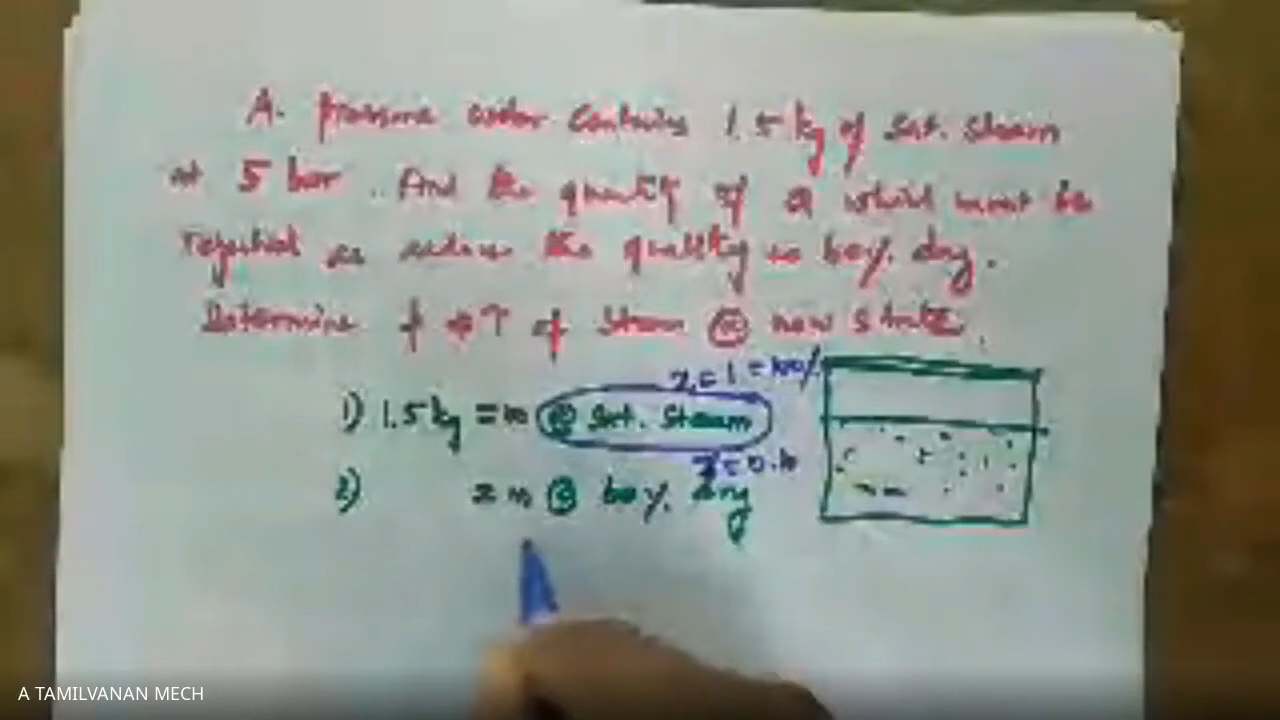 A. Pressure cooker contains 1.5 kg of sat. steam
at 5 bar. Find the quantity of Q which must be
rejected so reduce the quality to 60% dry.
Determine P & T of steam @ new state.
x = 1 = 100%
1) 1.5 kg = m @ sat. steam
x = 0.6
2) = m @ 60% dry
A TAMILVANAN MECH